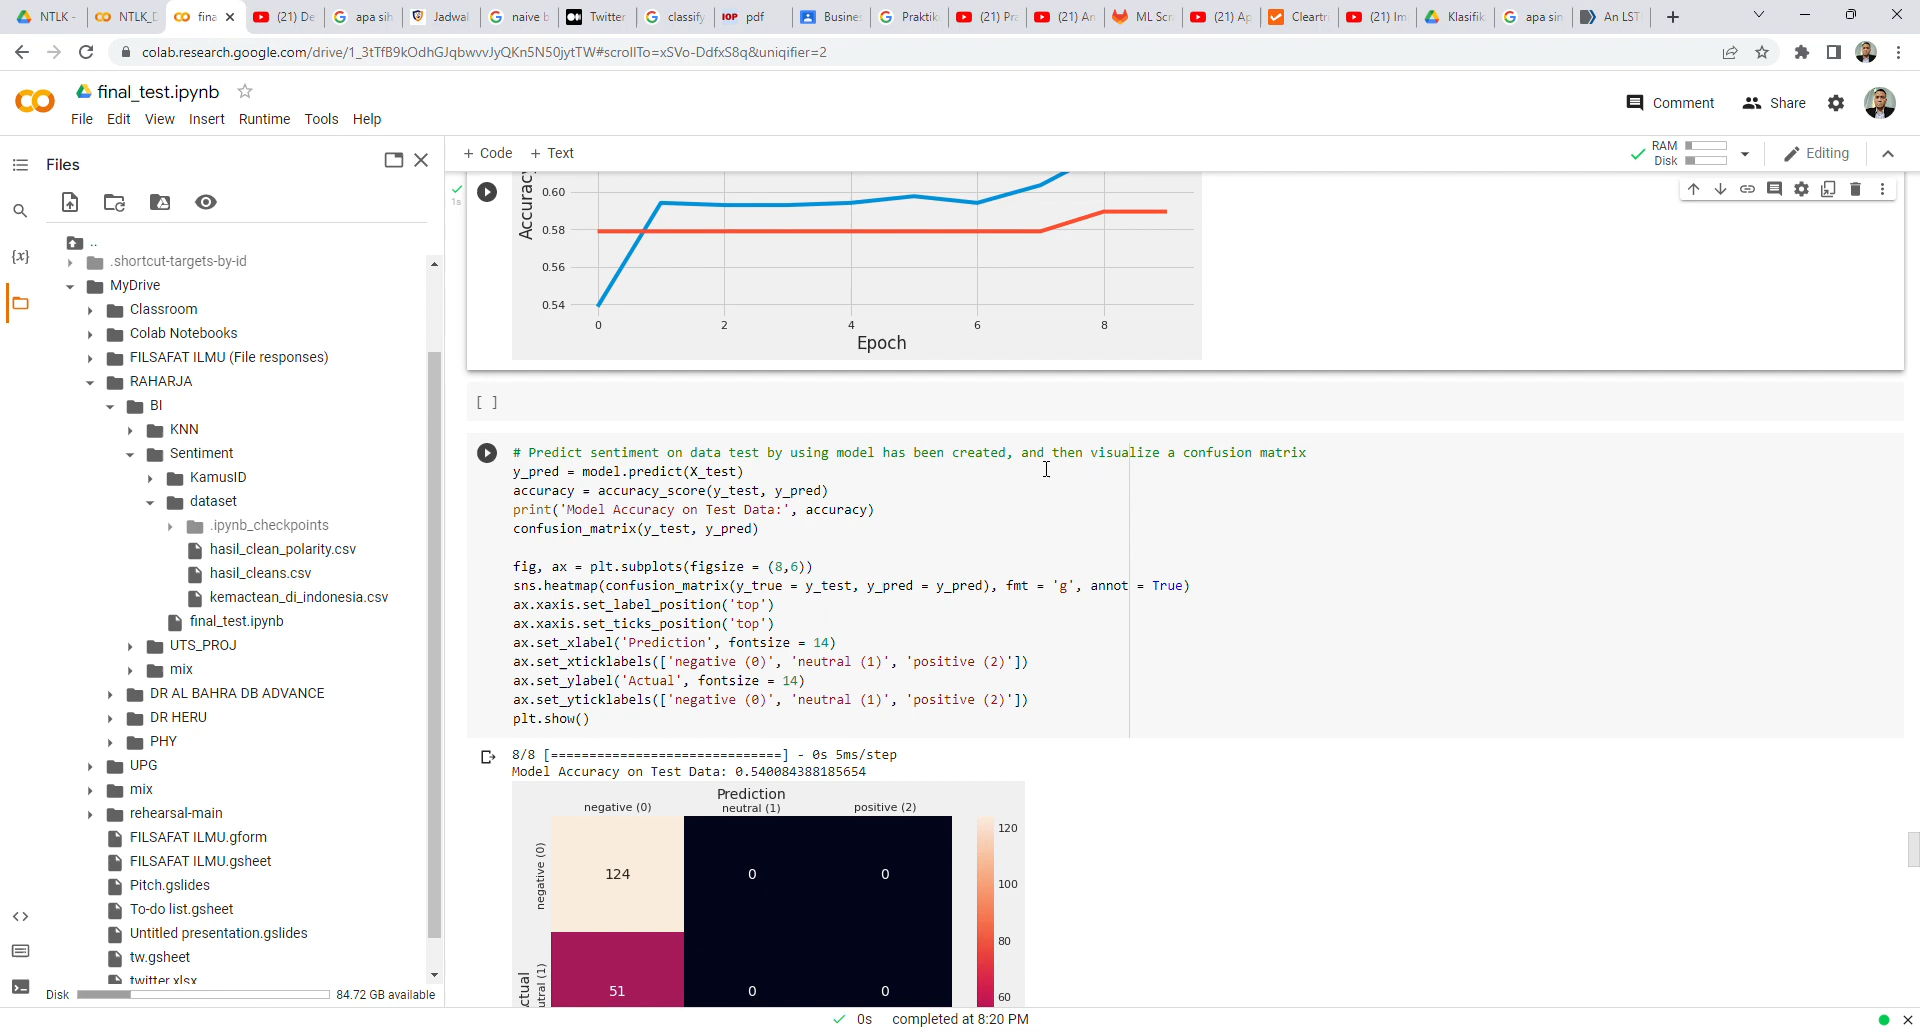 NTLK -
NTLK_D
fina
(21) De
apa sih
Jadwal
naive b
Twitter
classify
IOP pdf
Busine:
Praktik
(21) Pra
(21) An
ML Scr
(21) Ap
Cleartr
(21) Im
Klasifik
apa sin
An LST
colab.research.google.com/drive/1_3tTfB9kOdhGJqbwvvJyQKn5N50jytTW#scrollTo=xSVo-DdfxS8q&uniqifier=2
final_test.ipynb
File Edit View Insert Runtime Tools Help
Comment
Share
Files
+ Code + Text
RAM
Disk
Editing
..
.shortcut-targets-by-id
MyDrive
Classroom
Colab Notebooks
FILSAFAT ILMU (File responses)
RAHARJA
BI
KNN
Sentiment
KamusID
dataset
.ipynb_checkpoints
hasil_clean_polarity.csv
hasil_cleans.csv
kemactean_di_indonesia.csv
final_test.ipynb
UTS_PROJ
mix
DR AL BAHRA DB ADVANCE
DR HERU
PHY
UPG
mix
rehearsal-main
FILSAFAT ILMU.gform
FILSAFAT ILMU.gsheet
Pitch.gslides
To-do list.gsheet
Untitled presentation.gslides
tw.gsheet
twitter.xlsx
Disk 84.72 GB available
1s
Accuracy
0.60
0.58
0.56
0.54
0 2 4 6 8
Epoch
[ ]
# Predict sentiment on data test by using model has been created, and then visualize a confusion matrix
y_pred = model.predict(X_test)
accuracy = accuracy_score(y_test, y_pred)
print('Model Accuracy on Test Data:', accuracy)
confusion_matrix(y_test, y_pred)
fig, ax = plt.subplots(figsize = (8,6))
sns.heatmap(confusion_matrix(y_true = y_test, y_pred = y_pred), fmt = 'g', annot = True)
ax.xaxis.set_label_position('top')
ax.xaxis.set_ticks_position('top')
ax.set_xlabel('Prediction', fontsize = 14)
ax.set_xticklabels(['negative (0)', 'neutral (1)', 'positive (2)'])
ax.set_ylabel('Actual', fontsize = 14)
ax.set_yticklabels(['negative (0)', 'neutral (1)', 'positive (2)'])
plt.show()
8/8 [==============================] - 0s 5ms/step
Model Accuracy on Test Data: 0.540084388185654
Prediction
negative (0) neutral (1) positive (2)
negative (0)
124 0 0
ctual
utral (1)
51 0 0
120
100
80
60
0s completed at 8:20 PM